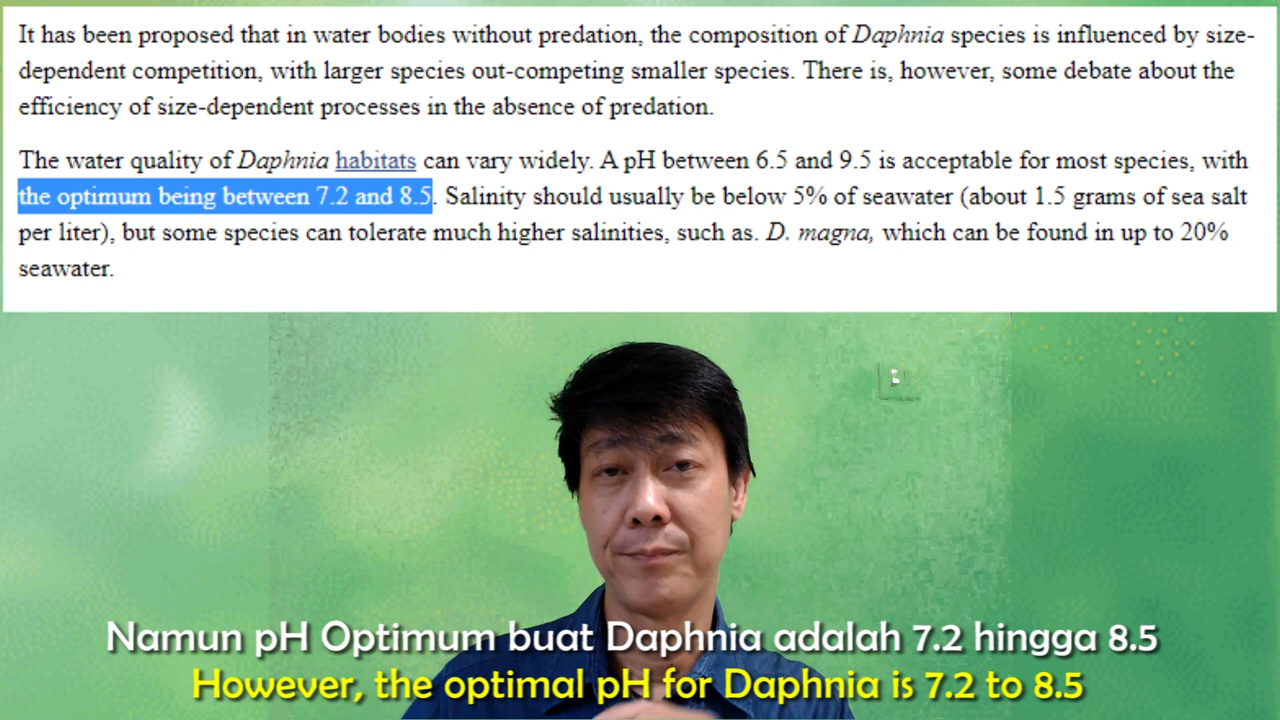 It has been proposed that in water bodies without predation, the composition of Daphnia species is influenced by size-
dependent competition, with larger species out-competing smaller species. There is, however, some debate about the
efficiency of size-dependent processes in the absence of predation.
The water quality of Daphnia habitats can vary widely. A pH between 6.5 and 9.5 is acceptable for most species, with
the optimum being between 7.2 and 8.5. Salinity should usually be below 5% of seawater (about 1.5 grams of sea salt
per liter), but some species can tolerate much higher salinities, such as. D. magna, which can be found in up to 20%
seawater.
Namun pH Optimum buat Daphnia adalah 7.2 hingga 8.5
However, the optimal pH for Daphnia is 7.2 to 8.5